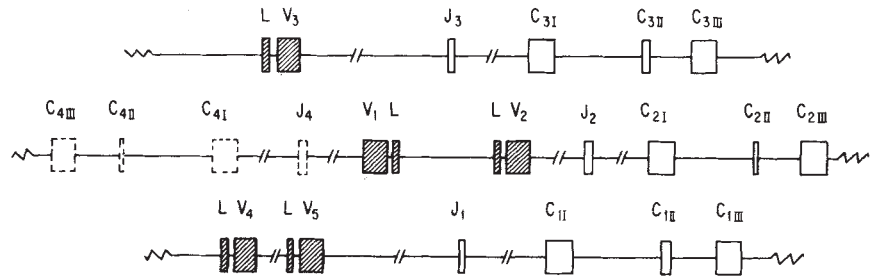 L V₃ J₃ C₃I C₃II C₃III
C₄III C₄II C₄I J₄ V₁ L L V₂ J₂ C₂I C₂II C₂III
L V₄ L V₅ J₁ C₁I C₁II C₁III